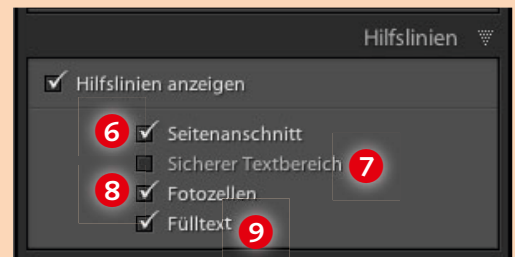 Hilfslinien
Hilfslinien anzeigen
6 Seitenanschnitt
Sicherer Textbereich 7
8 Fotozellen
Fülltext 9